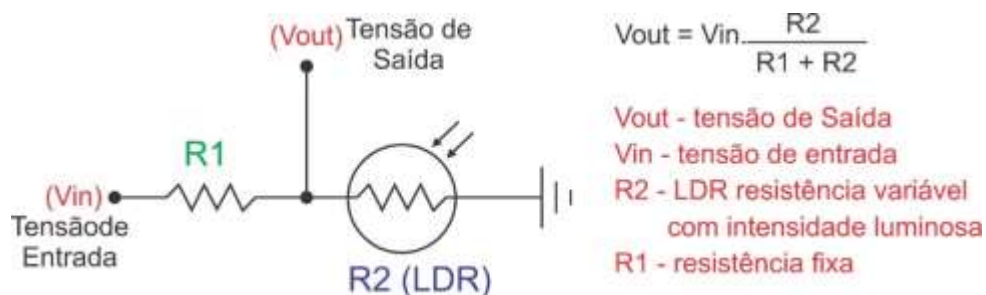 (Vout) Tensão de
Saída
R1
(Vin)
Tensãode
Entrada
R2 (LDR)
Vout = Vin. R2
R1 + R2
Vout - tensão de Saída
Vin - tensão de entrada
R2 - LDR resistência variável
com intensidade luminosa
R1 - resistência fixa